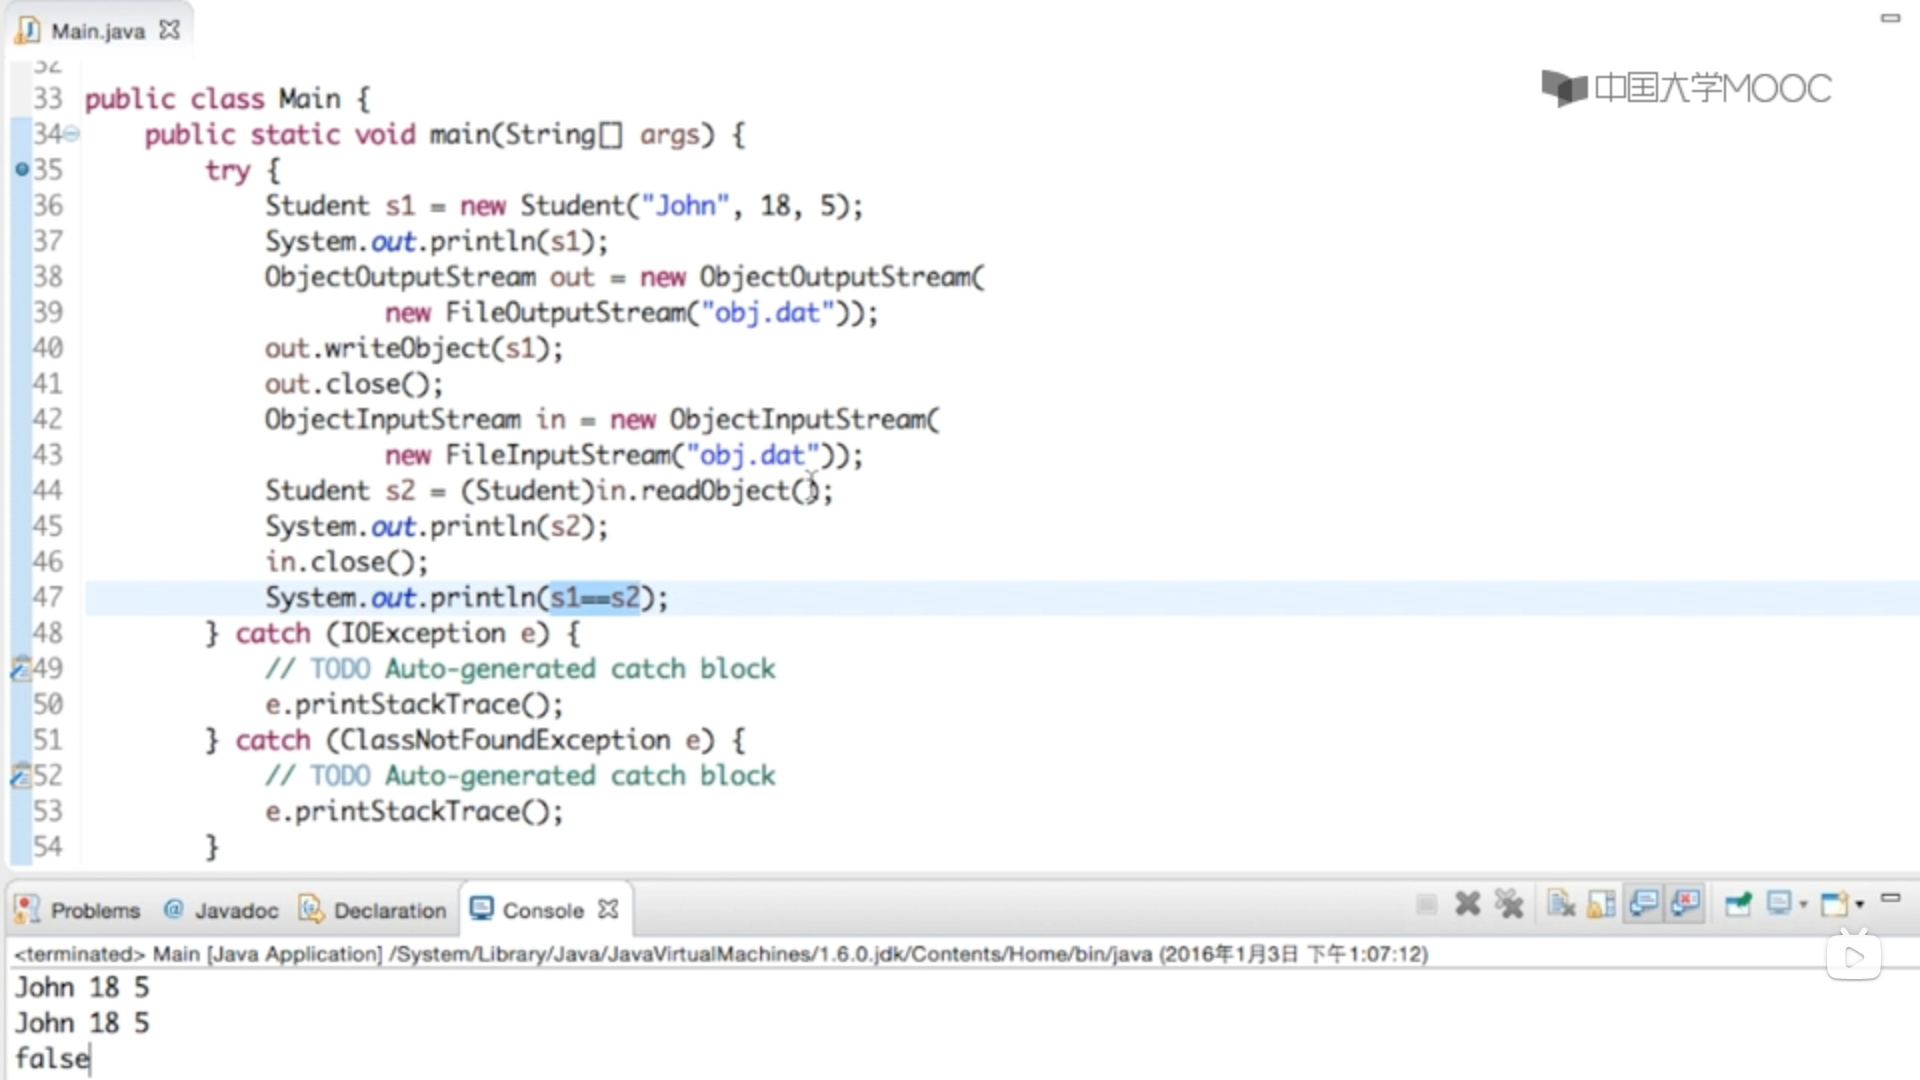 Main.java
中国大学MOOC
32
33 public class Main {
34 public static void main(String[] args) {
35 try {
36 Student s1 = new Student("John", 18, 5);
37 System.out.println(s1);
38 ObjectOutputStream out = new ObjectOutputStream(
39 new FileOutputStream("obj.dat"));
40 out.writeObject(s1);
41 out.close();
42 ObjectInputStream in = new ObjectInputStream(
43 new FileInputStream("obj.dat"));
44 Student s2 = (Student)in.readObject();
45 System.out.println(s2);
46 in.close();
47 System.out.println(s1==s2);
48 } catch (IOException e) {
49 // TODO Auto-generated catch block
50 e.printStackTrace();
51 } catch (ClassNotFoundException e) {
52 // TODO Auto-generated catch block
53 e.printStackTrace();
54 }
Problems @ Javadoc Declaration Console
<terminated> Main [Java Application] /System/Library/Java/JavaVirtualMachines/1.6.0.jdk/Contents/Home/bin/java (2016年1月3日 下午1:07:12)
John 18 5
John 18 5
false